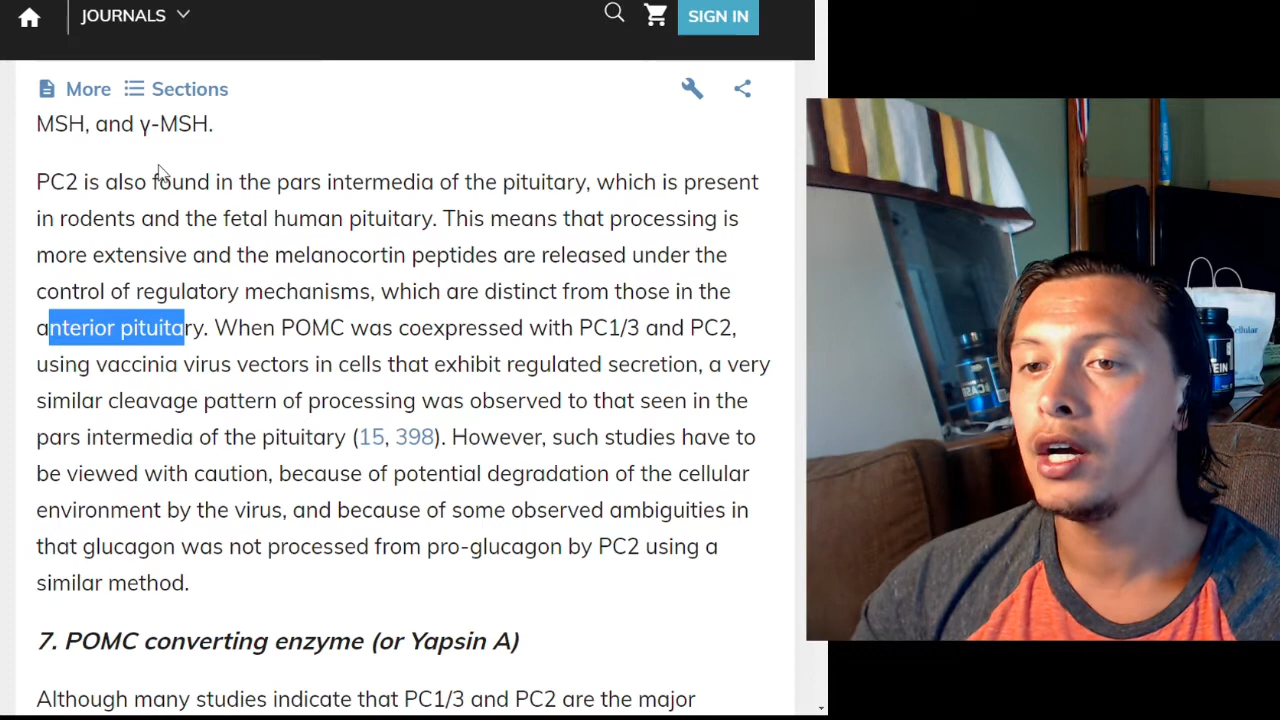 JOURNALS
SIGN IN
More Sections
MSH, and γ-MSH.
PC2 is also found in the pars intermedia of the pituitary, which is present
in rodents and the fetal human pituitary. This means that processing is
more extensive and the melanocortin peptides are released under the
control of regulatory mechanisms, which are distinct from those in the
anterior pituitary. When POMC was coexpressed with PC1/3 and PC2,
using vaccinia virus vectors in cells that exhibit regulated secretion, a very
similar cleavage pattern of processing was observed to that seen in the
pars intermedia of the pituitary (15, 398). However, such studies have to
be viewed with caution, because of potential degradation of the cellular
environment by the virus, and because of some observed ambiguities in
that glucagon was not processed from pro-glucagon by PC2 using a
similar method.
7. POMC converting enzyme (or Yapsin A)
Although many studies indicate that PC1/3 and PC2 are the major